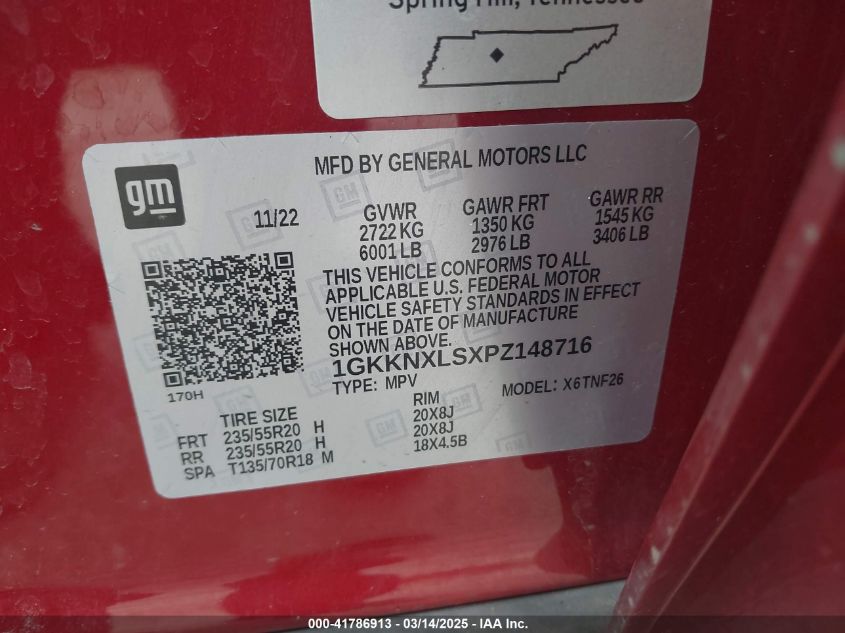 Spring Hill, Tennessee
gm
MFD BY GENERAL MOTORS LLC
11/22
GVWR
2722 KG
6001 LB
GAWR FRT
1350 KG
2976 LB
GAWR RR
1545 KG
3406 LB
THIS VEHICLE CONFORMS TO ALL
APPLICABLE U.S. FEDERAL MOTOR
VEHICLE SAFETY STANDARDS IN EFFECT
ON THE DATE OF MANUFACTURE
SHOWN ABOVE.
1GKKNXLSXPZ148716
TYPE: MPV
MODEL: X6TNF26
170H
TIRE SIZE
RIM
FRT 235/55R20 H 20X8J
RR 235/55R20 H 20X8J
SPA T135/70R18 M 18X4.5B
000-41786913 - 03/14/2025 - IAA Inc.